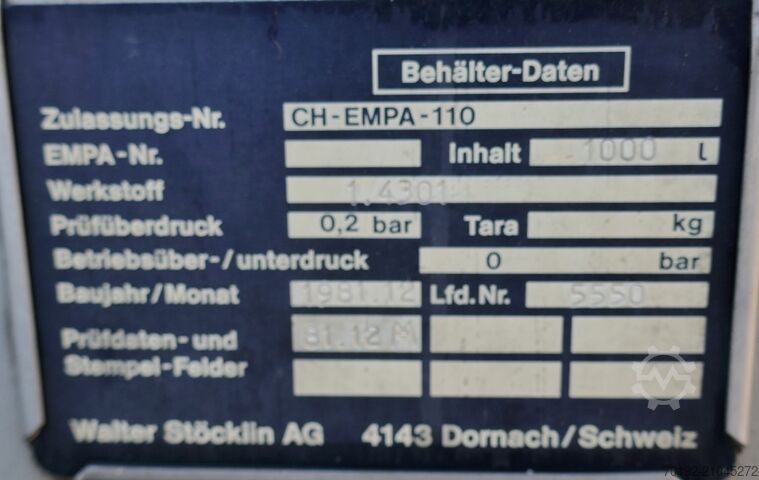 Behälter-Daten
Zulassungs-Nr. CH-EMPA-110
EMPA-Nr. Inhalt 1000 l
Werkstoff 1.4301
Prüfüberdruck 0,2 bar Tara kg
Betriebsüber-/unterdruck 0 bar
Baujahr/Monat 1981.12 Lfd.Nr. 5550
Prüfdaten-und 81.12 M
Stempel-Felder
Walter Stöcklin AG 4143 Dornach/Schweiz